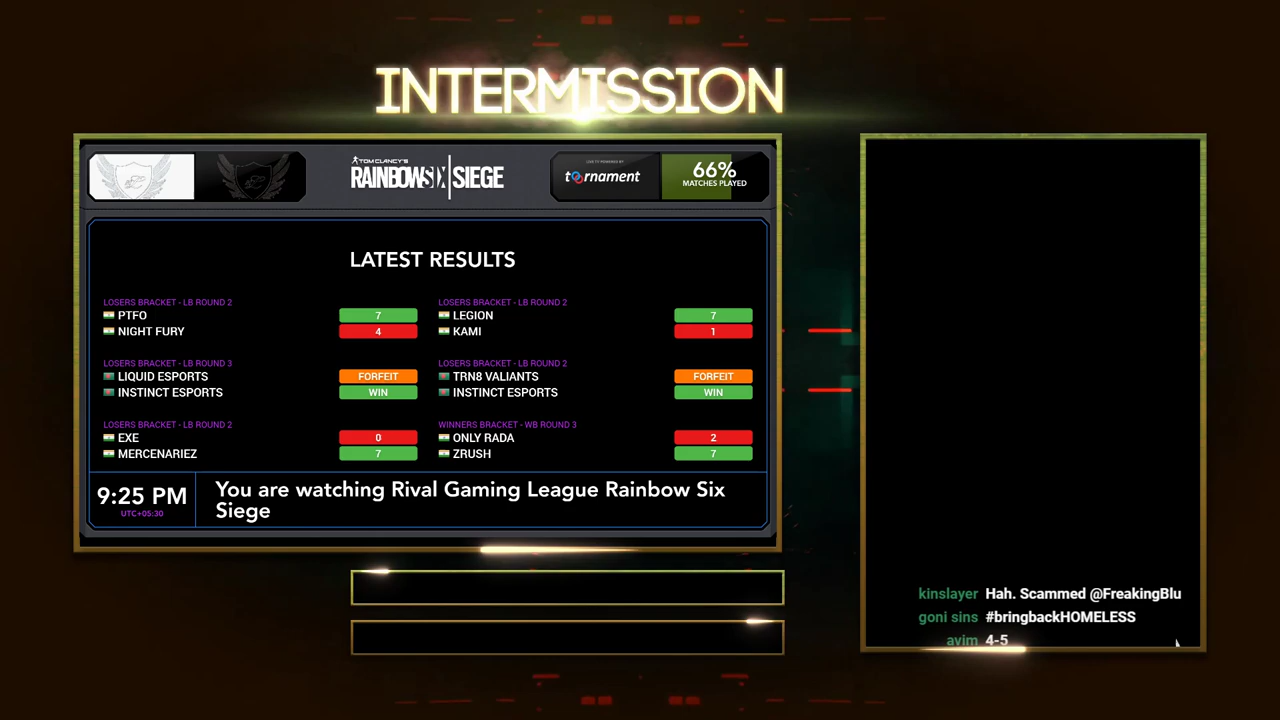 INTERMISSION
TOM CLANCY'S
RAINBOWSIX | SIEGE
tornament
66%
MATCHES PLAYED
LATEST RESULTS
LOSERS BRACKET - LB ROUND 2
PTFO 7
NIGHT FURY 4
LOSERS BRACKET - LB ROUND 2
LEGION 7
KAMI 1
LOSERS BRACKET - LB ROUND 3
LIQUID ESPORTS FORFEIT
INSTINCT ESPORTS WIN
LOSERS BRACKET - LB ROUND 2
TRN8 VALIANTS FORFEIT
INSTINCT ESPORTS WIN
LOSERS BRACKET - LB ROUND 2
EXE 0
MERCENARIEZ 7
WINNERS BRACKET - WB ROUND 3
ONLY RADA 2
ZRUSH 7
9:25 PM
UTC+05:30
You are watching Rival Gaming League Rainbow Six
Siege
kinslayer Hah. Scammed @FreakingBlu
goni sins #bringbackHOMELESS
avim 4-5